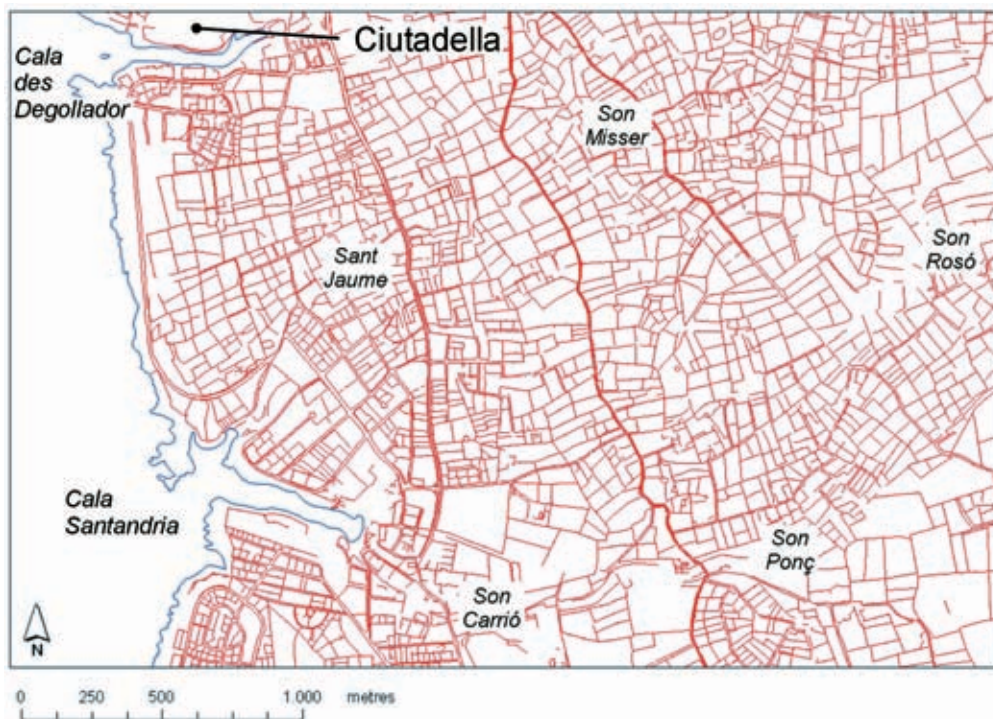 Ciutadella
Cala
des
Degollador
Son
Misser
Sant
Jaume
Son
Rosó
Cala
Santandria
Son
Ponç
Son
Carrió
N
0 250 500 1.000 metres